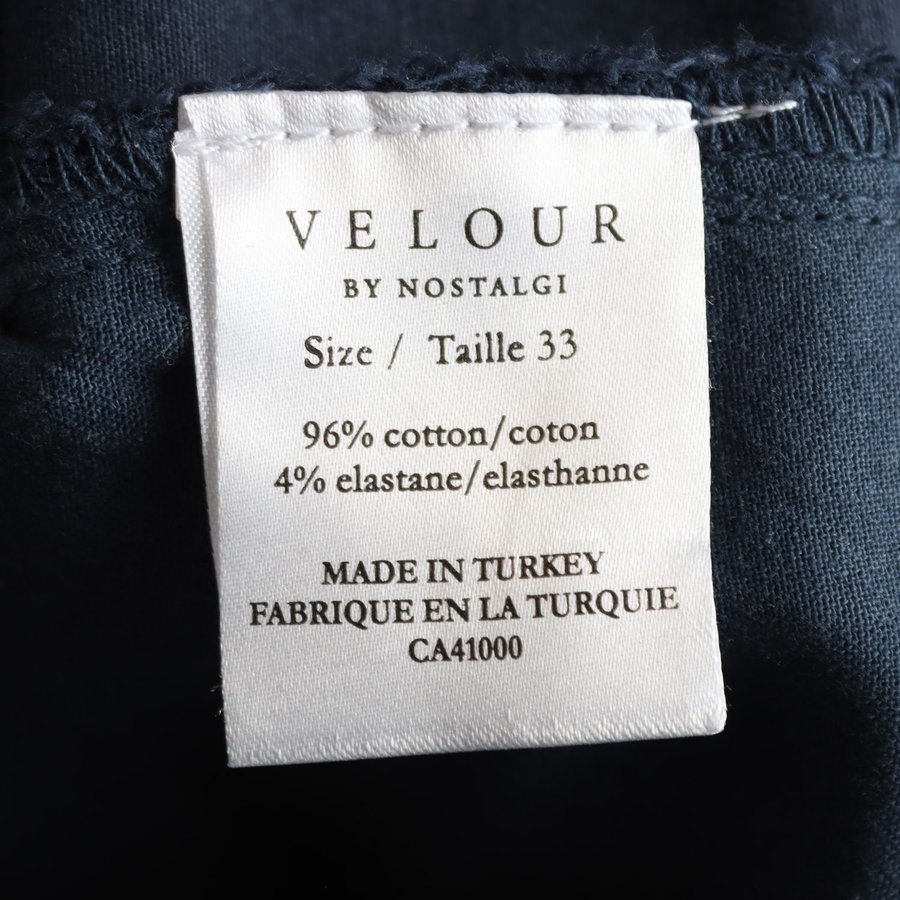 VELOUR
BY NOSTALGI
Size / Taille 33
96% cotton/coton
4% elastane/elasthanne
MADE IN TURKEY
FABRIQUE EN LA TURQUIE
CA41000